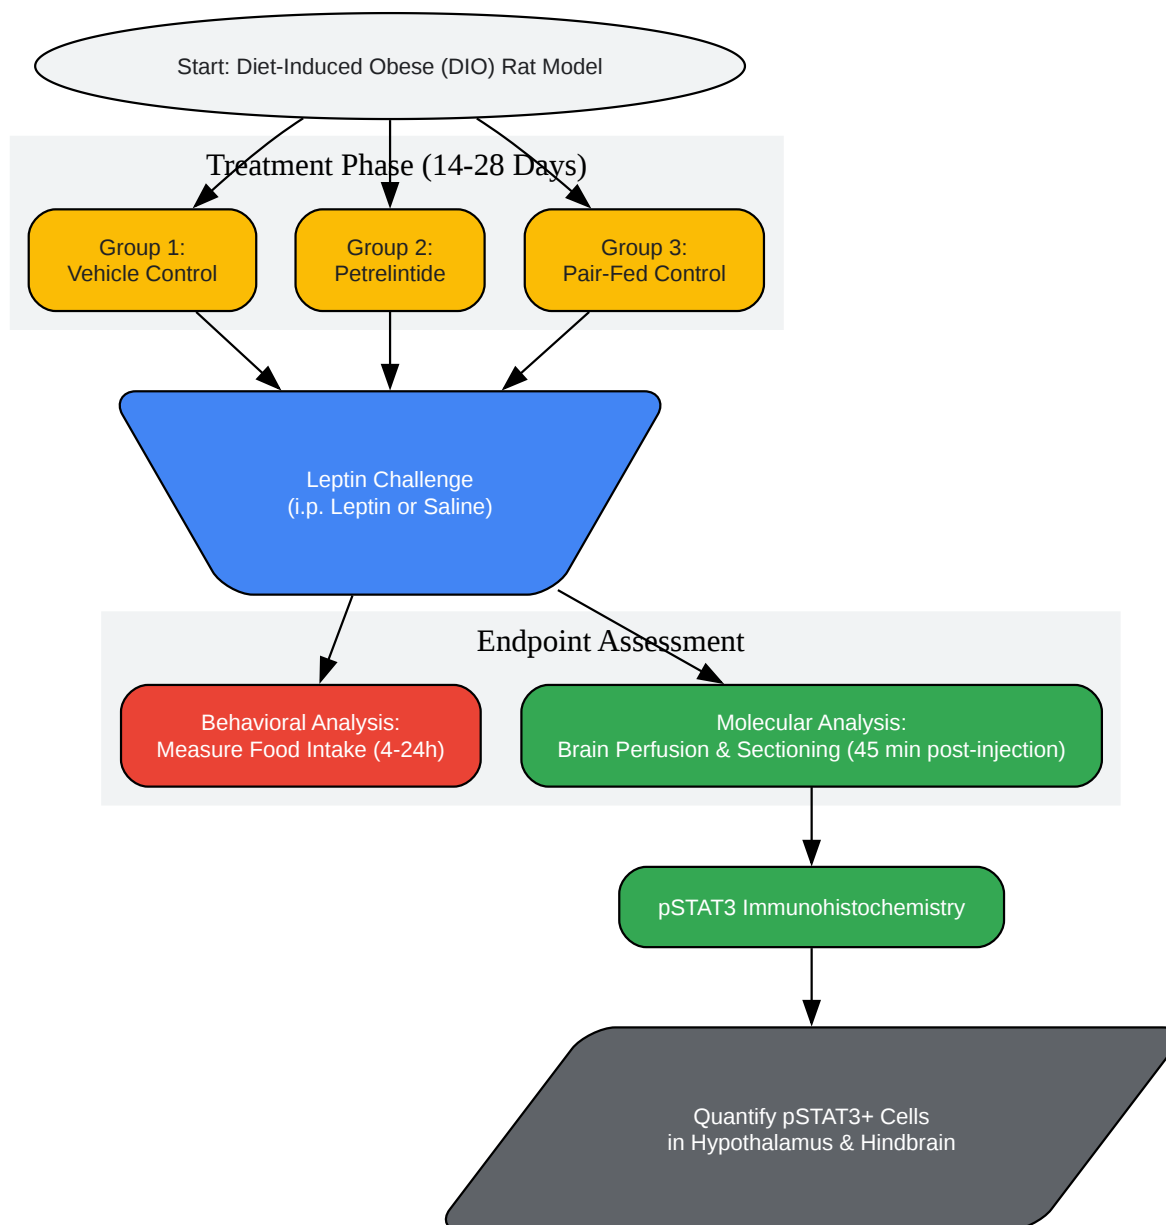 Start: Diet-Induced Obese (DIO) Rat Model
Treatment Phase (14-28 Days)
Group 1:
Vehicle Control
Group 2:
Petrelintide
Group 3:
Pair-Fed Control
Leptin Challenge
(i.p. Leptin or Saline)
Endpoint Assessment
Behavioral Analysis:
Measure Food Intake (4-24h)
Molecular Analysis:
Brain Perfusion & Sectioning (45 min post-injection)
pSTAT3 Immunohistochemistry
Quantify pSTAT3+ Cells
in Hypothalamus & Hindbrain